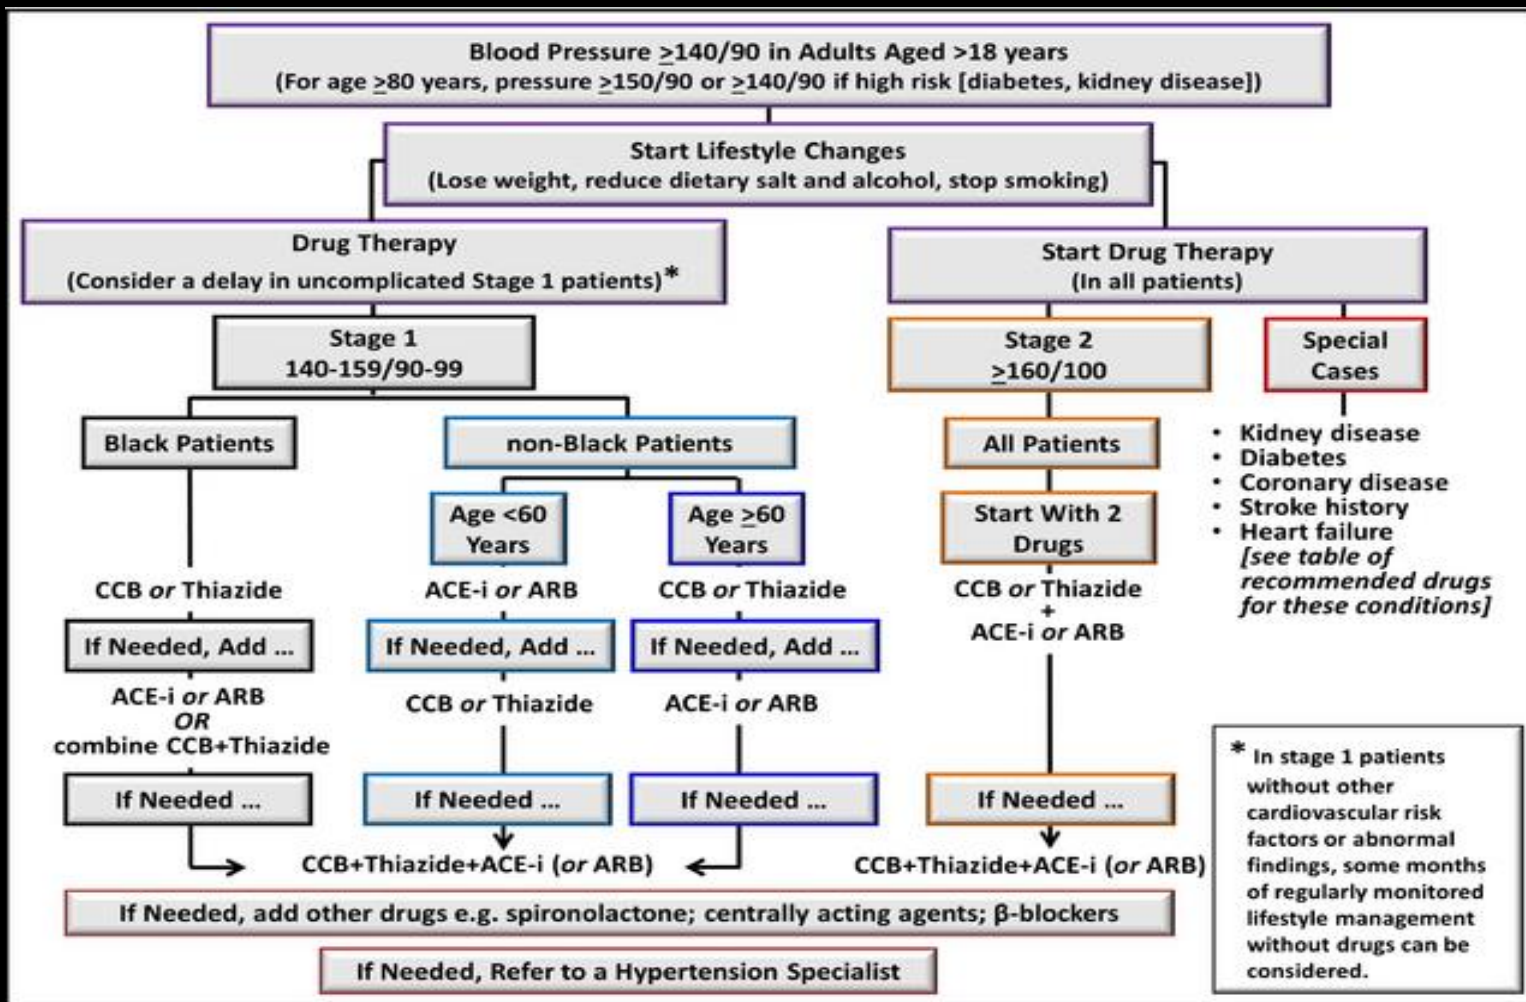 Blood Pressure ≥140/90 in Adults Aged >18 years
(For age ≥80 years, pressure ≥150/90 or ≥140/90 if high risk [diabetes, kidney disease])
Start Lifestyle Changes
(Lose weight, reduce dietary salt and alcohol, stop smoking)
Drug Therapy
(Consider a delay in uncomplicated Stage 1 patients)*
Stage 1
140-159/90-99
Black Patients
CCB or Thiazide
If Needed, Add ...
ACE-i or ARB
OR
combine CCB+Thiazide
If Needed ...
non-Black Patients
Age <60
Years
ACE-i or ARB
If Needed, Add ...
CCB or Thiazide
If Needed ...
Age ≥60
Years
CCB or Thiazide
If Needed, Add ...
ACE-i or ARB
If Needed ...
CCB+Thiazide+ACE-i (or ARB)
Start Drug Therapy
(In all patients)
Stage 2
≥160/100
All Patients
Start With 2
Drugs
CCB or Thiazide
+
ACE-i or ARB
If Needed ...
CCB+Thiazide+ACE-i (or ARB)
Special
Cases
• Kidney disease
• Diabetes
• Coronary disease
• Stroke history
• Heart failure
[see table of
recommended drugs
for these conditions]
* In stage 1 patients
without other
cardiovascular risk
factors or abnormal
findings, some months
of regularly monitored
lifestyle management
without drugs can be
considered.
If Needed, add other drugs e.g. spironolactone; centrally acting agents; β-blockers
If Needed, Refer to a Hypertension Specialist